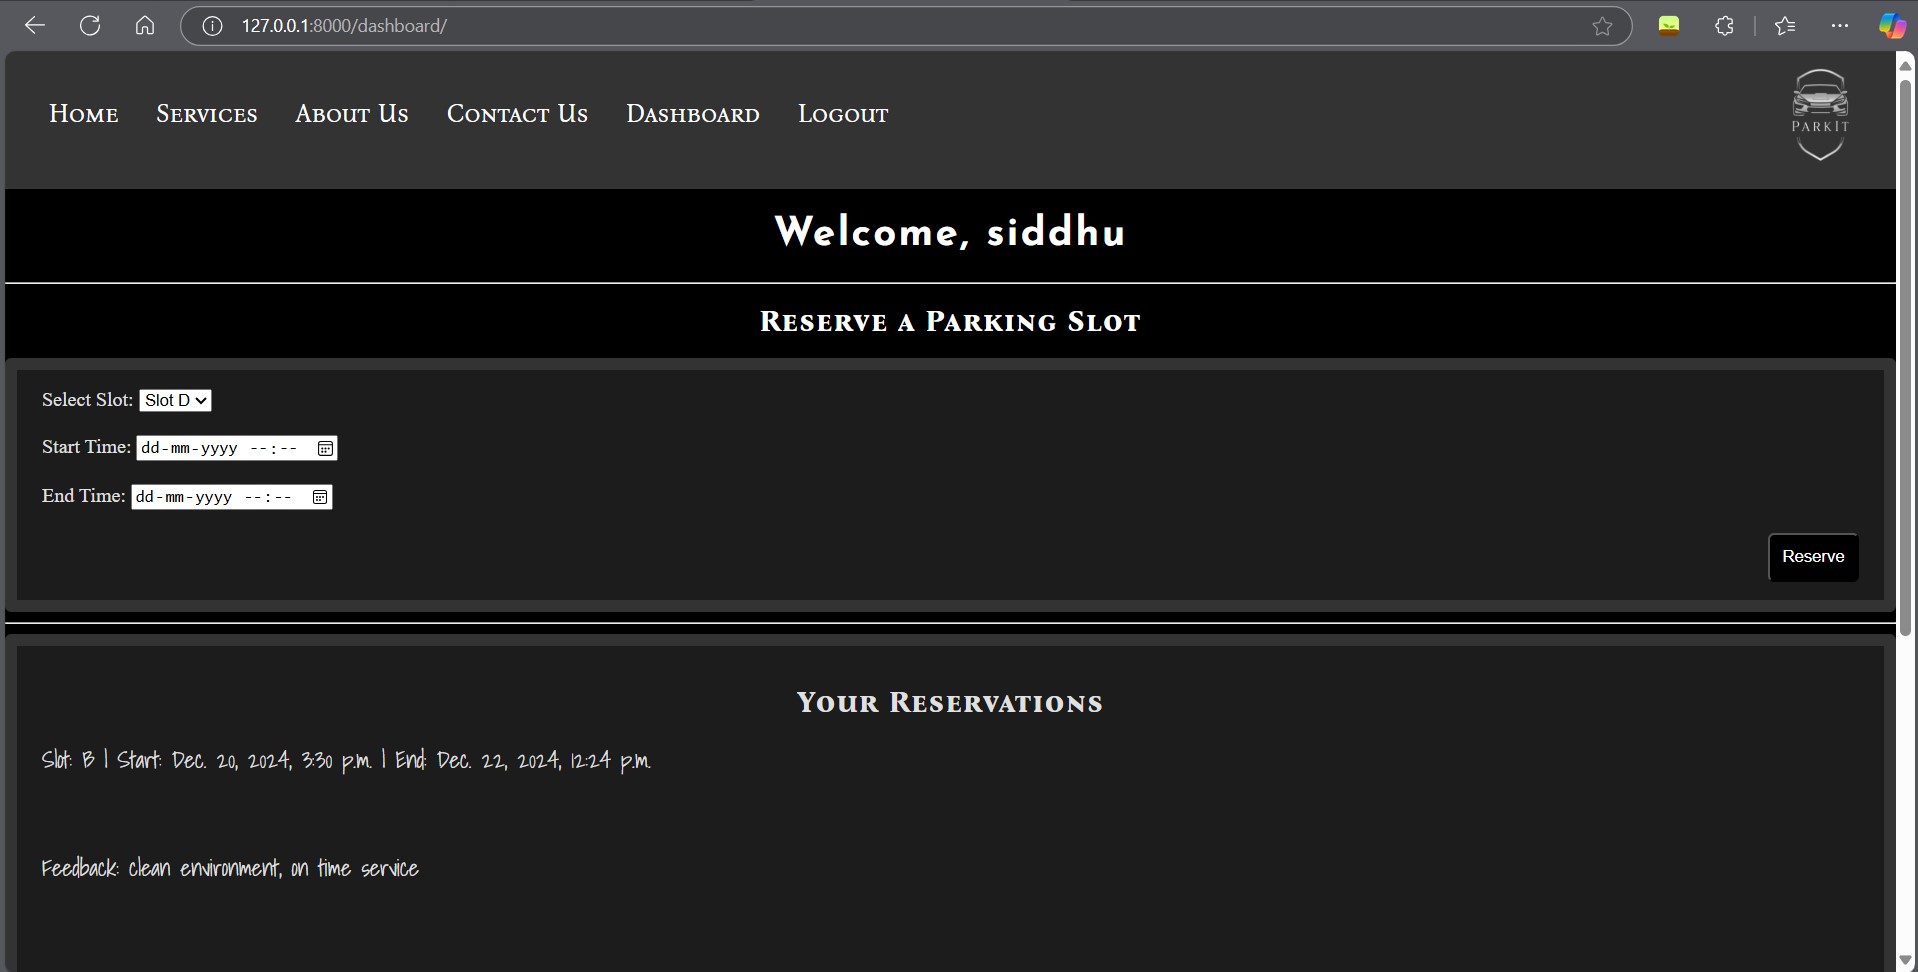 127.0.0.1:8000/dashboard/
Home Services About Us Contact Us Dashboard Logout
ParkIt
Welcome, siddhu
Reserve a Parking Slot
Select Slot: Slot D
Start Time: dd-mm-yyyy --:--
End Time: dd-mm-yyyy --:--
Reserve
Your Reservations
Slot: B | Start: Dec. 20, 2024, 3:30 p.m. | End: Dec. 22, 2024, 12:24 p.m.
Feedback: clean environment, on time service